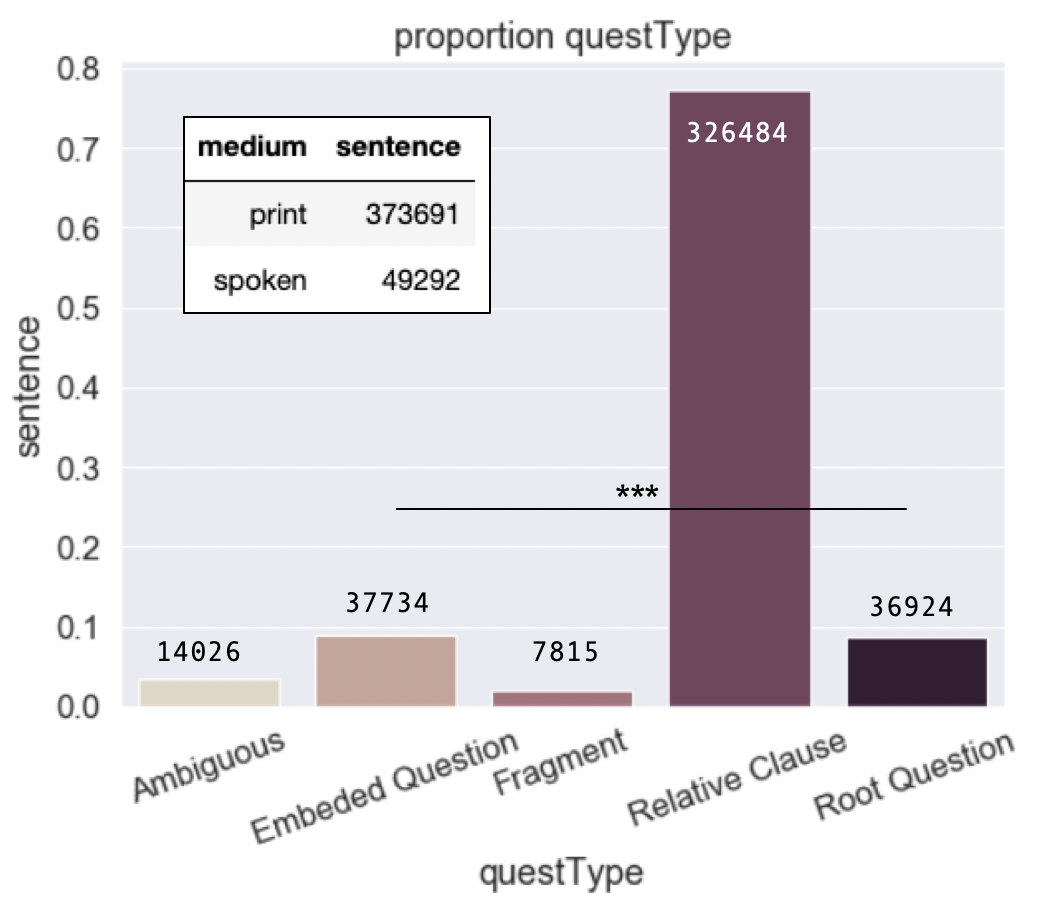 proportion questType
0.8
0.7
0.6
0.5
0.4
0.3
0.2
0.1
0.0
sentence
medium sentence
print 373691
spoken 49292
326484
***
37734
36924
14026
7815
Ambiguous
Embeded Question
Fragment
Relative Clause
Root Question
questType